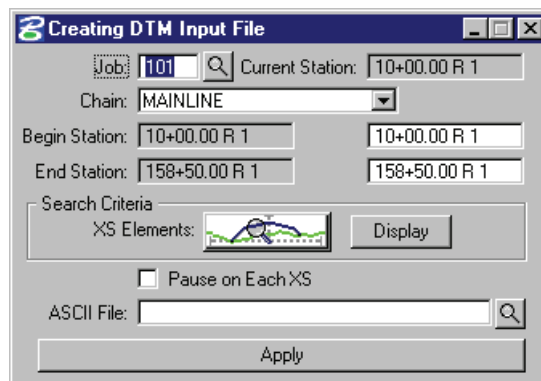 Creating DTM Input File
Job: 101 Current Station: 10+00.00 R 1
Chain: MAINLINE
Begin Station: 10+00.00 R 1 10+00.00 R 1
End Station: 158+50.00 R 1 158+50.00 R 1
Search Criteria
XS Elements: Display
Pause on Each XS
ASCII File:
Apply